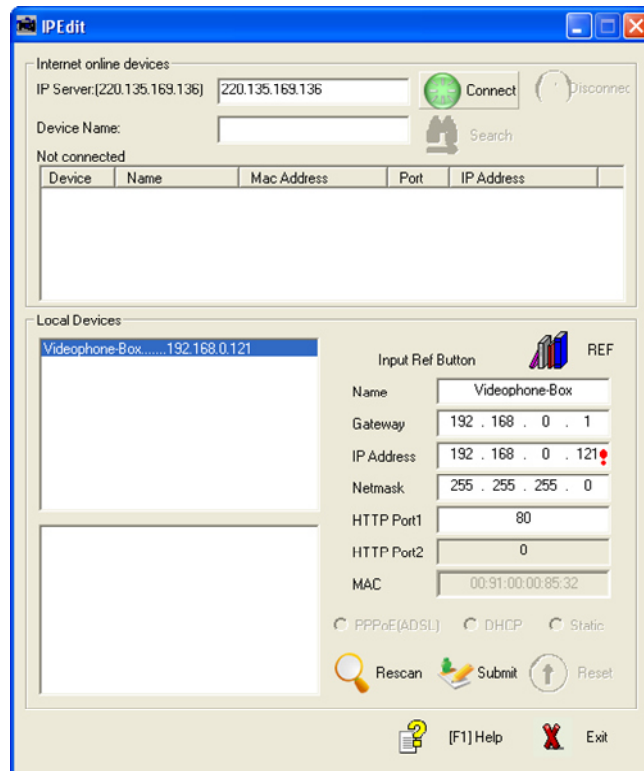 IPEdit
Internet online devices
IP Server:(220.135.169.136) 220.135.169.136 Connect Disconnec
Device Name: Search
Not connected
Device Name Mac Address Port IP Address
Local Devices
Videophone-Box......192.168.0.121
Input Ref Button REF
Name Videophone-Box
Gateway 192 . 168 . 0 . 1
IP Address 192 . 168 . 0 . 121
Netmask 255 . 255 . 255 . 0
HTTP Port1 80
HTTP Port2 0
MAC 00:91:00:00:85:32
PPPoE(ADSL) DHCP Static
Rescan Submit Reset
[F1] Help Exit